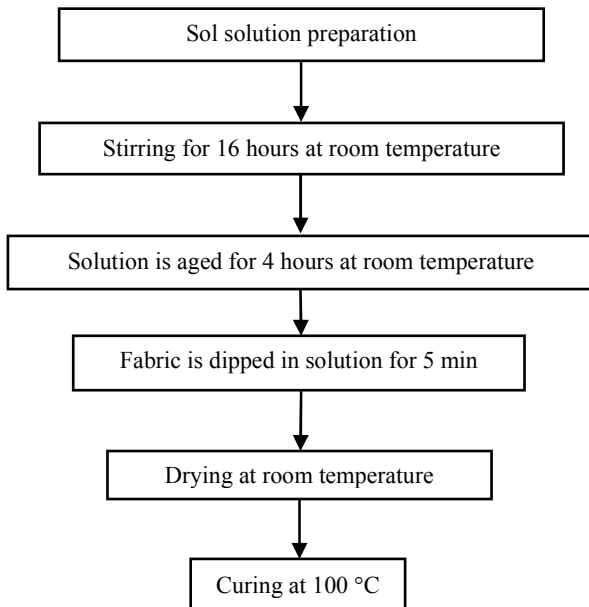 Sol solution preparation
Stirring for 16 hours at room temperature
Solution is aged for 4 hours at room temperature
Fabric is dipped in solution for 5 min
Drying at room temperature
Curing at 100 °C